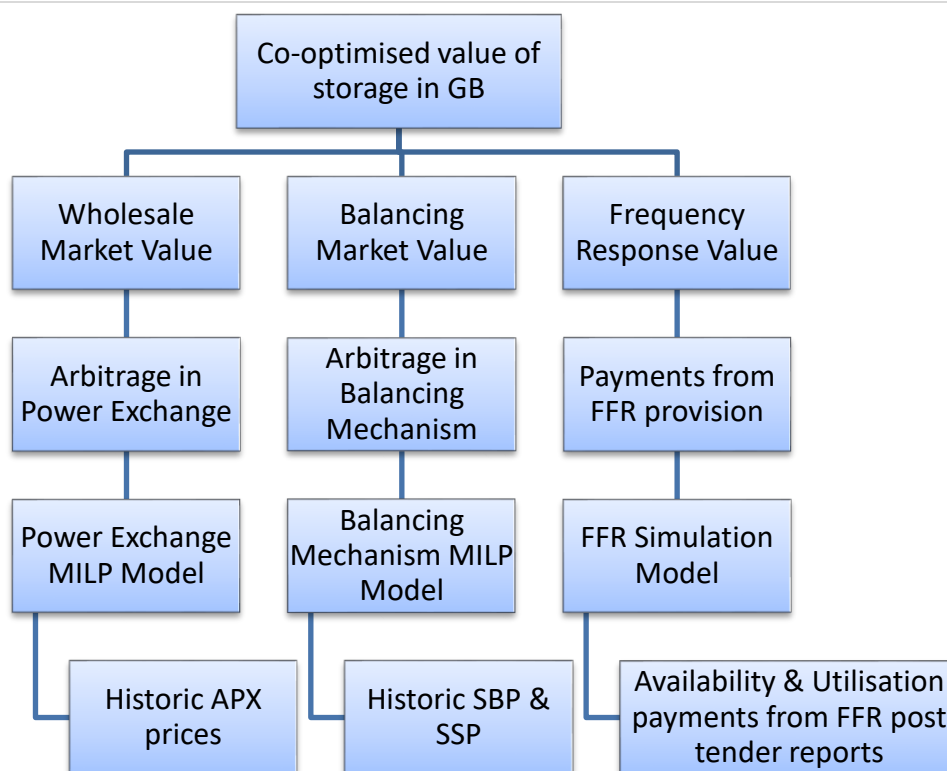 Co-optimised value of
storage in GB
Wholesale
Market Value
Balancing
Market Value
Frequency
Response Value
Arbitrage in
Power Exchange
Arbitrage in
Balancing
Mechanism
Payments from
FFR provision
Power Exchange
MILP Model
Balancing
Mechanism MILP
Model
FFR Simulation
Model
Historic APX
prices
Historic SBP &
SSP
Availability & Utilisation
payments from FFR post
tender reports